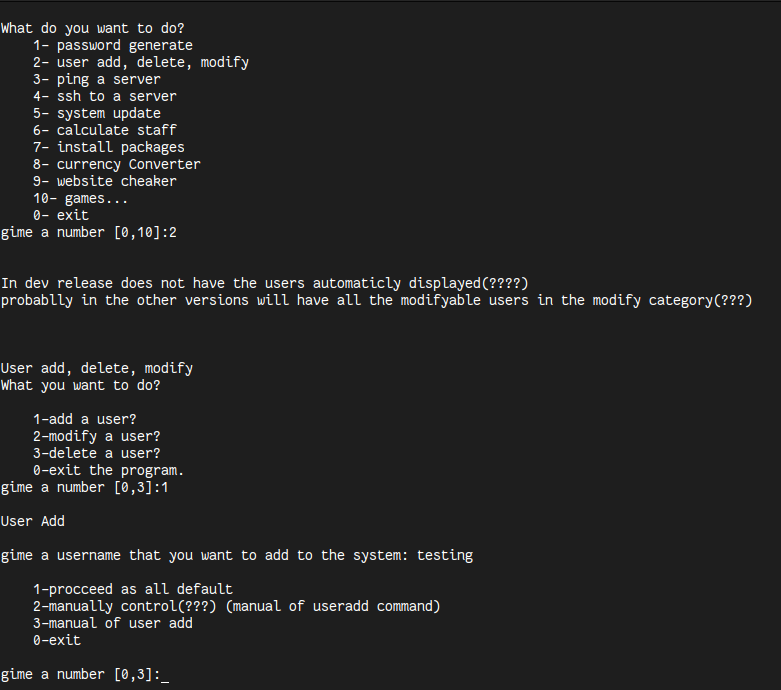 What do you want to do?
1- password generate
2- user add, delete, modify
3- ping a server
4- ssh to a server
5- system update
6- calculate staff
7- install packages
8- currency Converter
9- website cheaker
10- games...
0- exit
gime a number [0,10]:2
In dev release does not have the users automaticly displayed(????)
probablly in the other versions will have all the modifyable users in the modify category(???)
User add, delete, modify
What you want to do?
1-add a user?
2-modify a user?
3-delete a user?
0-exit the program.
gime a number [0,3]:1
User Add
gime a username that you want to add to the system: testing
1-procceed as all default
2-manually control(???) (manual of useradd command)
3-manual of user add
0-exit
gime a number [0,3]:_